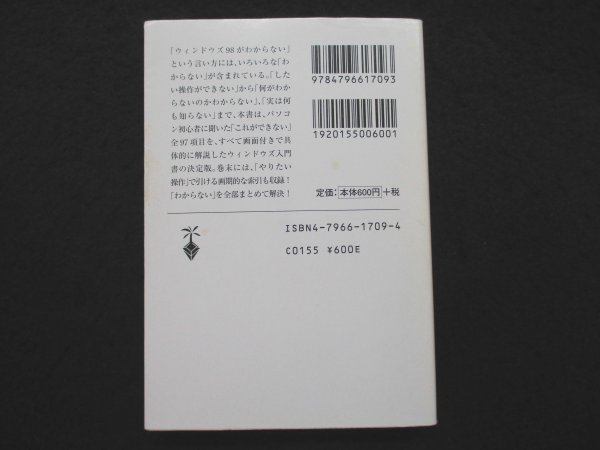 「ウィンドウズ98がわからない」
という言い方には、いろいろな「わ
からない」が含まれている。「した
い操作ができない」から「何がわか
らないのかわからない」、「実は何
も知らない」まで、本書は、パソコ
ン初心者に聞いた「これができない」
全97項目を、すべて画面付きで具
体的に解説したウィンドウズ入門
書の決定版。巻末には、「やりたい
操作」で引ける画期的な索引も収録！
「わからない」を全部まとめて解決！
9784796617093
1920155006001
定価：本体600円＋税
ISBN4-7966-1709-4
C0155 ¥600E